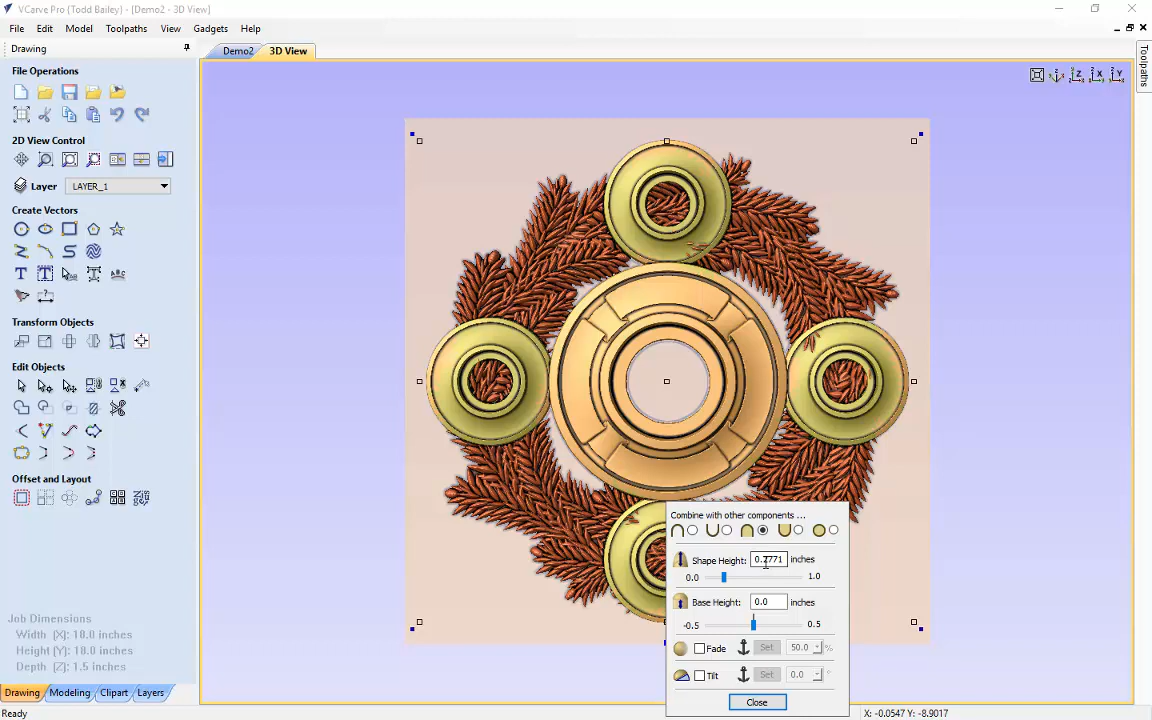 VCarve Pro {Todd Bailey} - [Demo2 - 3D View]
File Edit Model Toolpaths View Gadgets Help
Drawing
Demo2 3D View
Toolpaths
File Operations
2D View Control
Layer LAYER_1
Create Vectors
Transform Objects
Edit Objects
Offset and Layout
Job Dimensions
Width (X): 18.0 inches
Height (Y): 18.0 inches
Depth (Z): 1.5 inches
Drawing Modeling Clipart Layers
Ready
X: -0.0547 Y: -8.9017
Combine with other components ...
Shape Height: 0.2771 inches
0.0 1.0
Base Height: 0.0 inches
-0.5 0.5
Fade Set 50.0 %
Tilt Set 0.0 °
Close